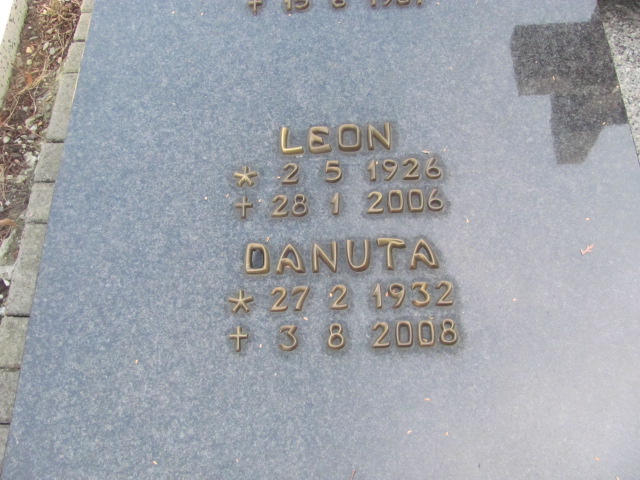 LEON
* 2 5 1926
† 28 1 2006
DANUTA
* 27 2 1932
† 3 8 2008